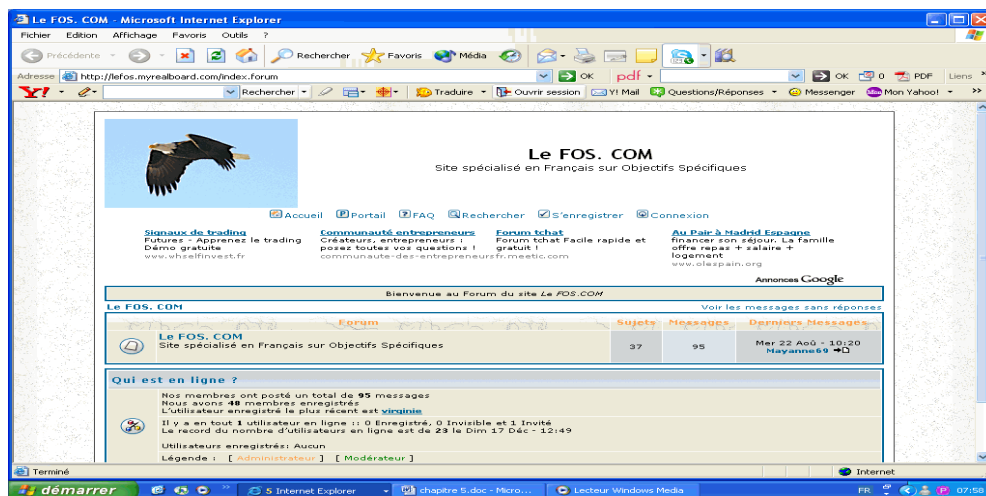 Le FOS. COM - Microsoft Internet Explorer
Fichier Edition Affichage Favoris Outils ?
Précédente Rechercher Favoris Média
Adresse http://lefos.myrealboard.com/index.forum OK pdf OK 0 PDF Liens »
Y! Rechercher Traduire Ouvrir session Y! Mail Questions/Réponses Messenger Mon Yahoo! »
Le FOS. COM
Site spécialisé en Français sur Objectifs Spécifiques
Accueil Portail FAQ Rechercher S'enregistrer Connexion
Signaux de trading
Futures - Apprenez le trading
Démo gratuite
www.whselfinvest.fr
Communauté entrepreneurs
Créateurs, entrepreneurs :
posez toutes vos questions !
communaute-des-entrepreneurs
Forum tchat
Forum tchat Facile rapide et
gratuit !
fr.meetic.com
Au Pair à Madrid Espagne
financer son séjour. La famille
offre repas + salaire +
logement
www.olespain.org
Annonces Google
Bienvenue au Forum du site Le FOS.COM
Le FOS. COM Voir les messages sans réponses
Forum Sujets Messages Derniers Messages
Le FOS. COM
Site spécialisé en Français sur Objectifs Spécifiques
37 95
Mer 22 Aoû - 10:20
Mayanne69
Qui est en ligne ?
Nos membres ont posté un total de 95 messages
Nous avons 48 membres enregistrés
L'utilisateur enregistré le plus récent est virginie
Il y a en tout 1 utilisateur en ligne :: 0 Enregistré, 0 Invisible et 1 Invité
Le record du nombre d'utilisateurs en ligne est de 23 le Dim 17 Déc - 12:49
Utilisateurs enregistrés: Aucun
Légende : [ Administrateur ] [ Modérateur ]
Terminé Internet
démarrer » 5 Internet Explorer chapitre 5.doc - Micro... Lecteur Windows Media FR 07:58